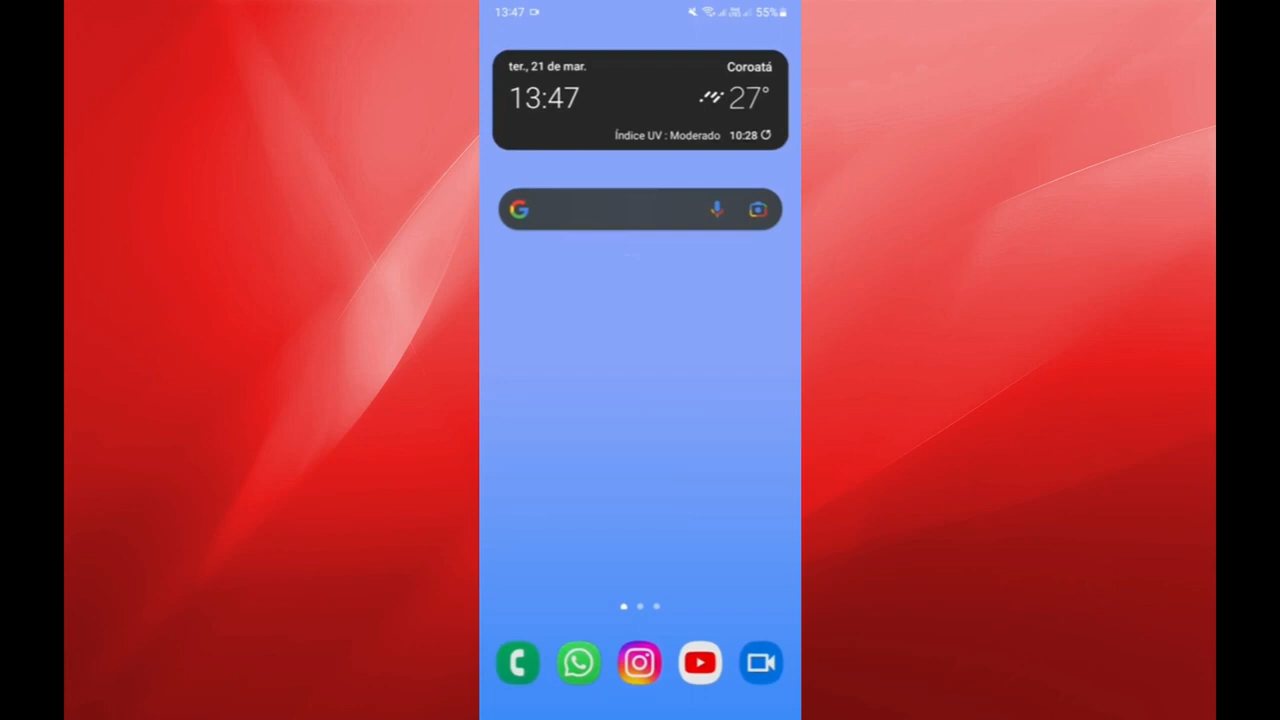 13:47
55%
ter., 21 de mar.
Coroatá
13:47
27°
Índice UV : Moderado 10:28